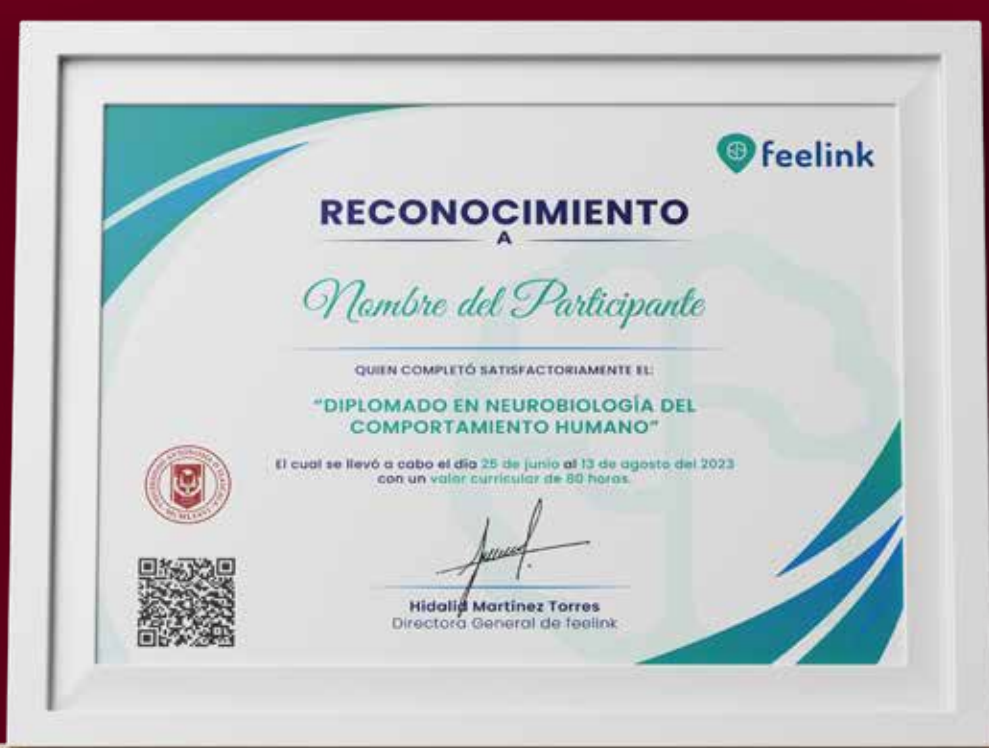 feelink
RECONOCIMIENTO
A
Nombre del Participante
QUIEN COMPLETÓ SATISFACTORIAMENTE EL:
"DIPLOMADO EN NEUROBIOLOGÍA DEL
COMPORTAMIENTO HUMANO"
El cual se llevó a cabo el día 25 de junio al 13 de agosto del 2023
con un valor curricular de 80 horas.
Hidalid Martínez Torres
Directora General de feelink